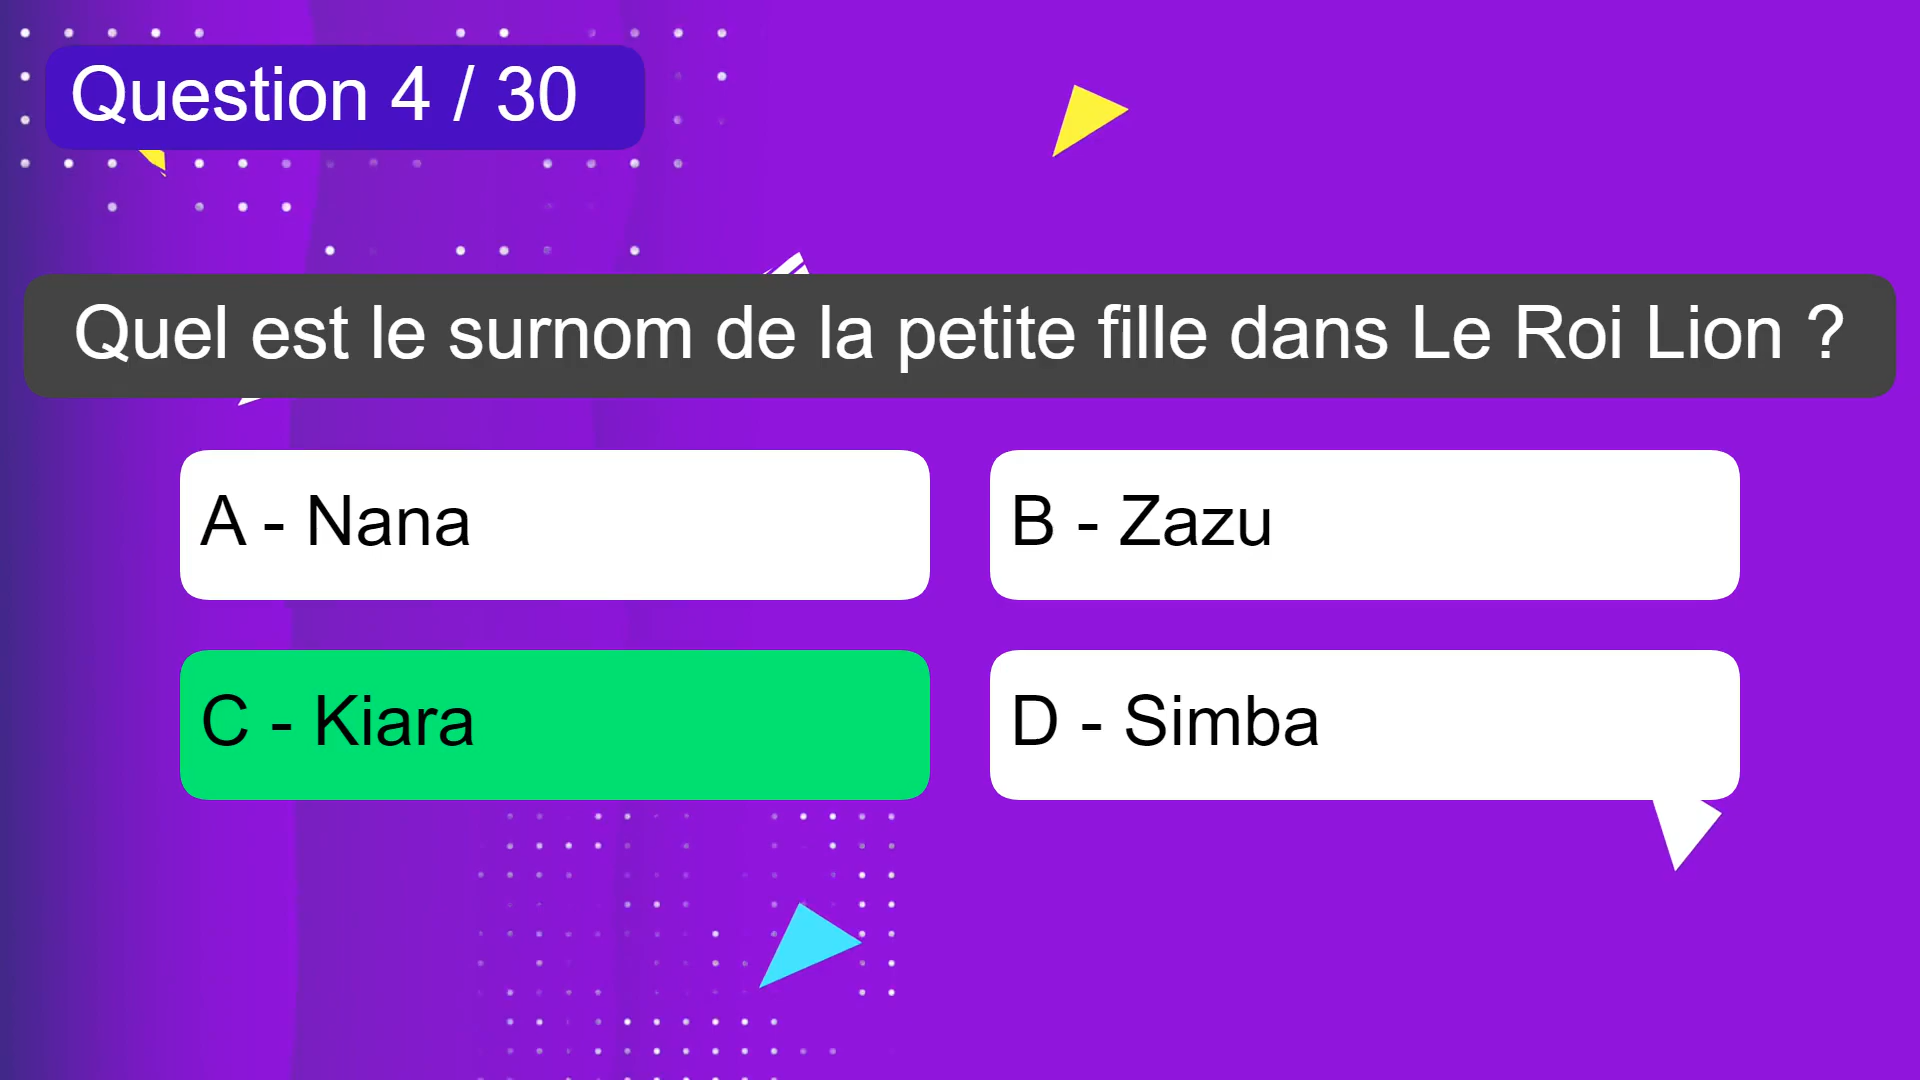 Question 4 / 30
Quel est le surnom de la petite fille dans Le Roi Lion ?
A - Nana
B - Zazu
C - Kiara
D - Simba